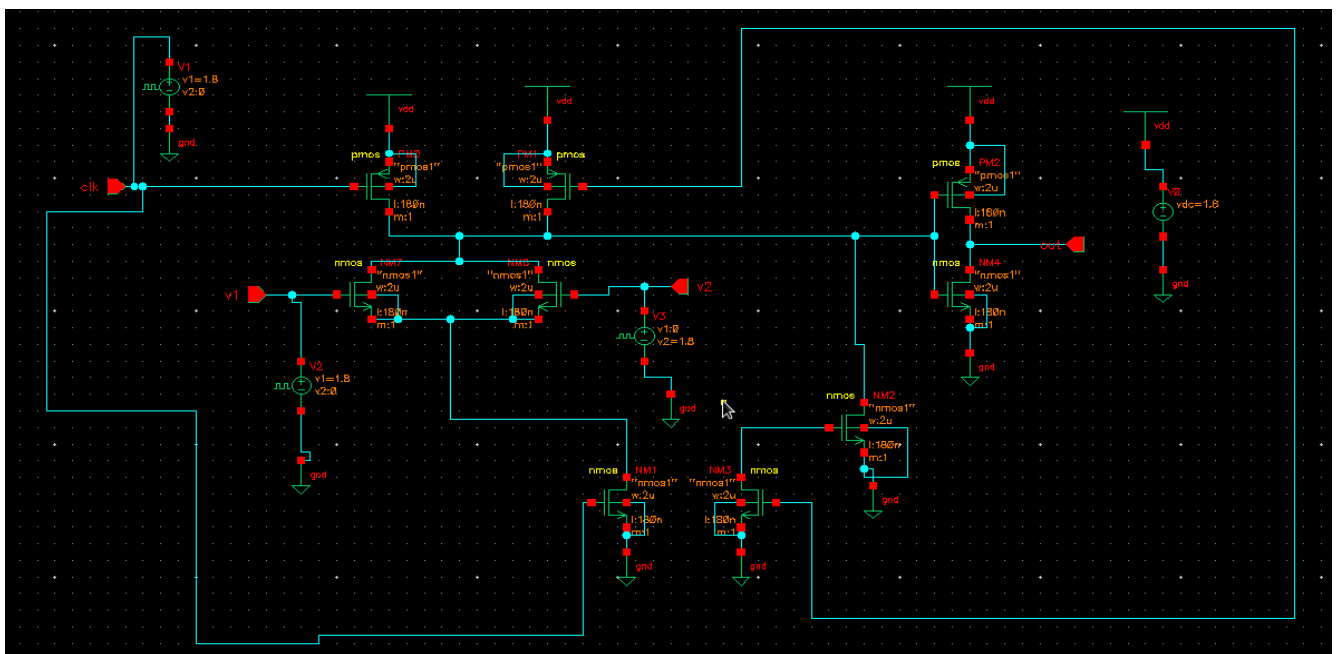 V1
v1=1.8
v2:0
gnd
clk
vdd
pmos
PM0
"pmos1"
w:2u
l:180n
m:1
vdd
pmos
PM1
"pmos1"
w:2u
l:180n
m:1
vdd
pmos
PM2
"pmos1"
w:2u
l:180n
m:1
vdd
V0
vdc=1.8
gnd
out
nmos
NM7
"nmos1"
w:2u
l:180n
m:1
nmos
"nmos1"
w:2u
l:180n
m:1
v1
v2
V3
v1:0
v2=1.8
gnd
nmos
NM4
"nmos1"
w:2u
l:180n
m:1
gnd
V2
v1=1.8
v2:0
gnd
nmos
NM2
"nmos1"
w:2u
l:180n
m:1
gnd
nmos
NM1
"nmos1"
w:2u
l:180n
m:1
gnd
nmos
NM3
"nmos1"
w:2u
l:180n
m:1
gnd